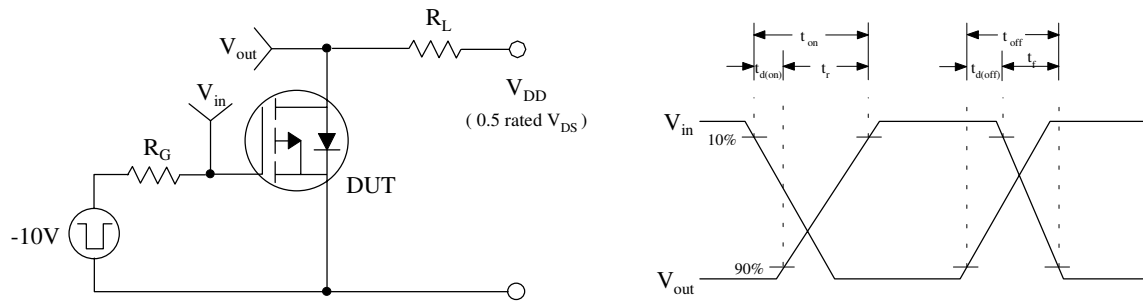 V_out
R_L
V_in
V_DD
( 0.5 rated V_DS )
R_G
DUT
-10V
t_on
t_off
t_d(on)
t_r
t_d(off)
t_f
V_in
10%
90%
V_out